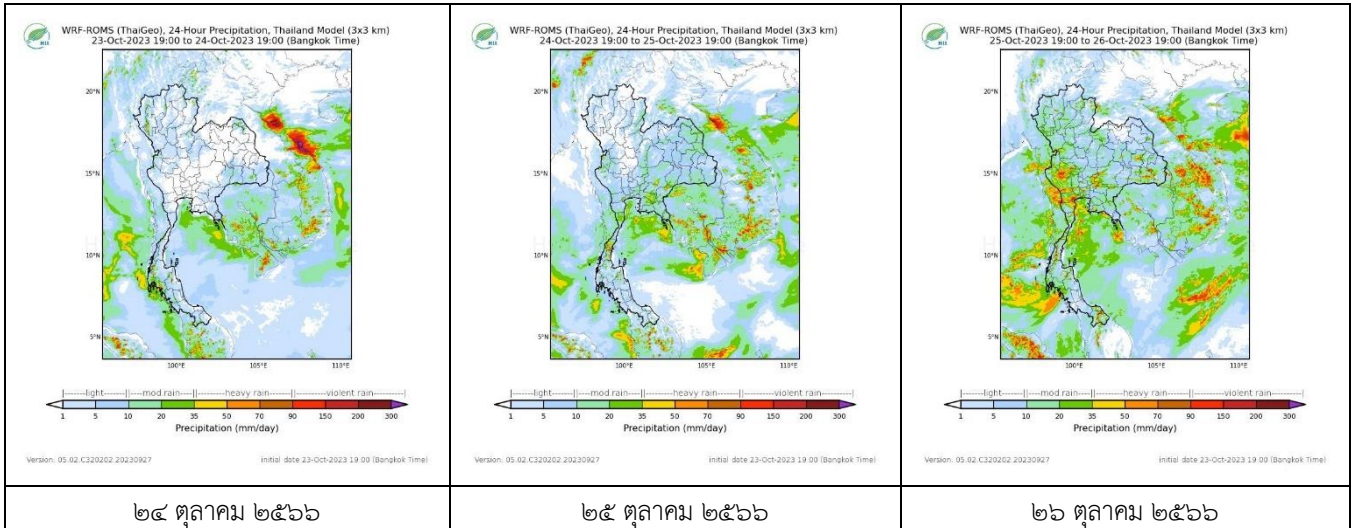 HII
WRF-ROMS (ThaiGeo), 24-Hour Precipitation, Thailand Model (3x3 km)
23-Oct-2023 19:00 to 24-Oct-2023 19:00 (Bangkok Time)
20°N
15°N
10°N
5°N
100°E 105°E 110°E
light mod rain heavy rain violent rain
1 5 10 20 35 50 70 90 150 200 300
Precipitation (mm/day)
Version: 05.02.C320202.20230927 initial date 23-Oct-2023 19:00 (Bangkok Time)
๒๔ ตุลาคม ๒๕๖๖
HII
WRF-ROMS (ThaiGeo), 24-Hour Precipitation, Thailand Model (3x3 km)
24-Oct-2023 19:00 to 25-Oct-2023 19:00 (Bangkok Time)
20°N
15°N
10°N
5°N
100°E 105°E 110°E
light mod rain heavy rain violent rain
1 5 10 20 35 50 70 90 150 200 300
Precipitation (mm/day)
Version: 05.02.C320202.20230927 initial date 23-Oct-2023 19:00 (Bangkok Time)
๒๕ ตุลาคม ๒๕๖๖
HII
WRF-ROMS (ThaiGeo), 24-Hour Precipitation, Thailand Model (3x3 km)
25-Oct-2023 19:00 to 26-Oct-2023 19:00 (Bangkok Time)
20°N
15°N
10°N
5°N
100°E 105°E 110°E
light mod rain heavy rain violent rain
1 5 10 20 35 50 70 90 150 200 300
Precipitation (mm/day)
Version: 05.02.C320202.20230927 initial date 23-Oct-2023 19:00 (Bangkok Time)
๒๖ ตุลาคม ๒๕๖๖